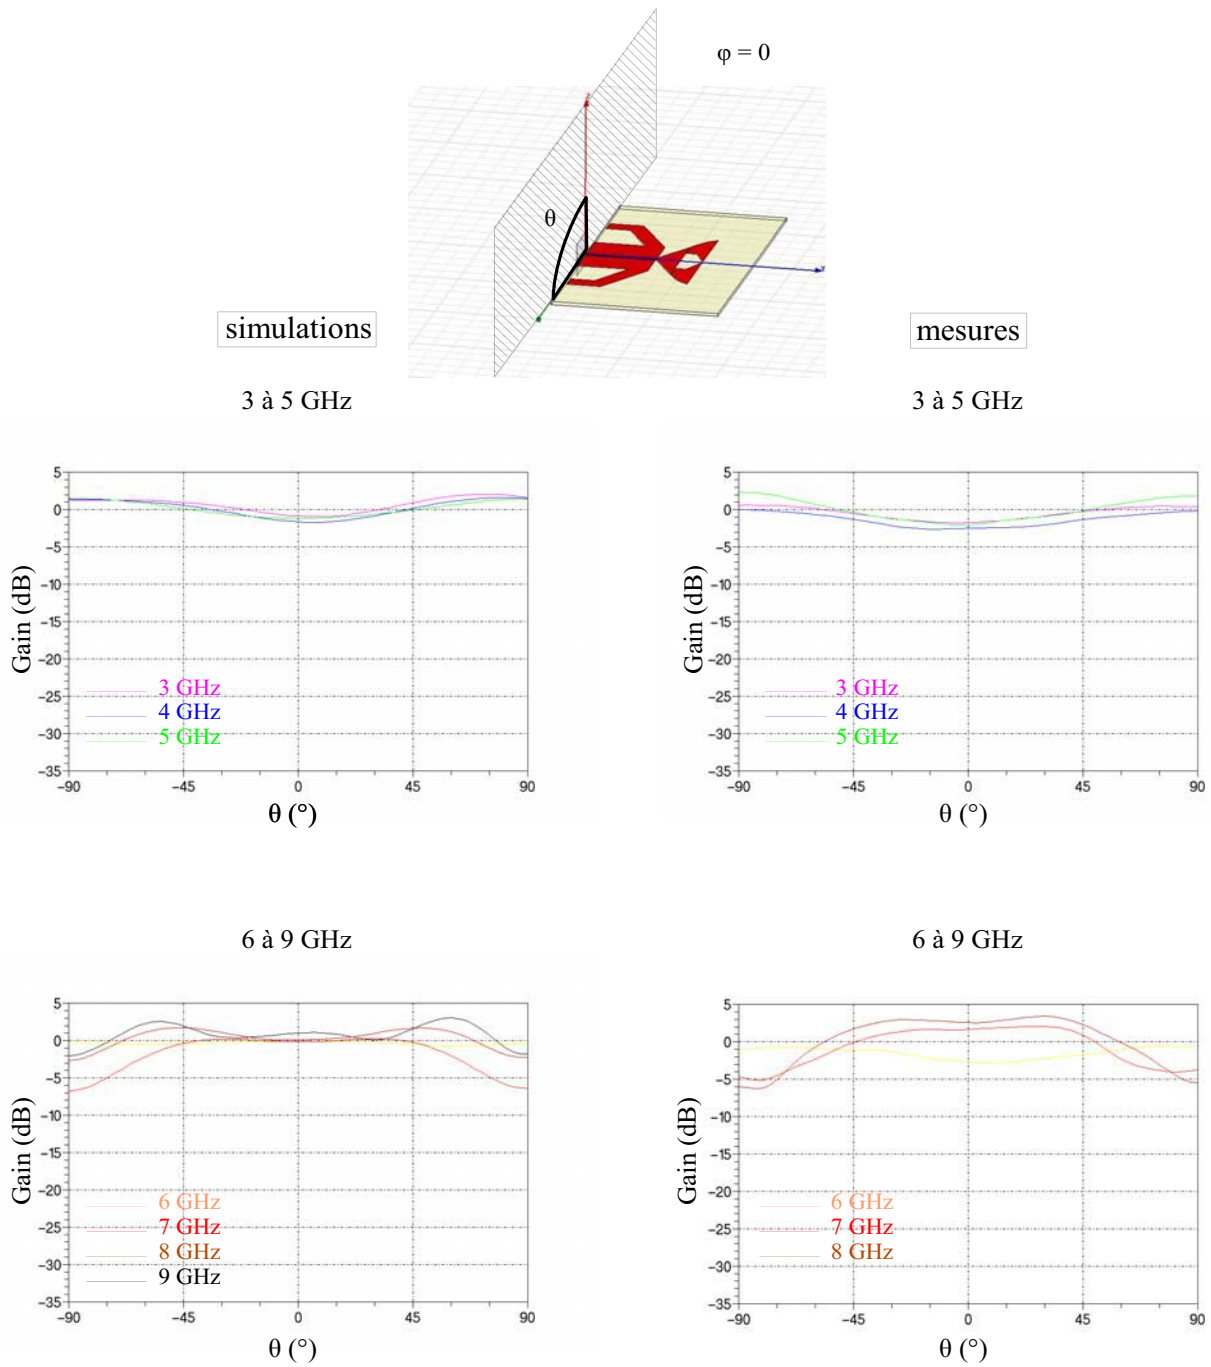 φ = 0
z
θ
simulations
mesures
3 à 5 GHz
3 à 5 GHz
5
0
−5
−10
−15
−20
−25
−30
−35
Gain (dB)
3 GHz
4 GHz
5 GHz
−90
−45
0
45
90
θ (°)
5
0
−5
−10
−15
−20
−25
−30
−35
Gain (dB)
3 GHz
4 GHz
5 GHz
−90
−45
0
45
90
θ (°)
6 à 9 GHz
6 à 9 GHz
5
0
−5
−10
−15
−20
−25
−30
−35
Gain (dB)
6 GHz
7 GHz
8 GHz
9 GHz
−90
−45
0
45
90
θ (°)
5
0
−5
−10
−15
−20
−25
−30
−35
Gain (dB)
6 GHz
7 GHz
8 GHz
−90
−45
0
45
90
θ (°)